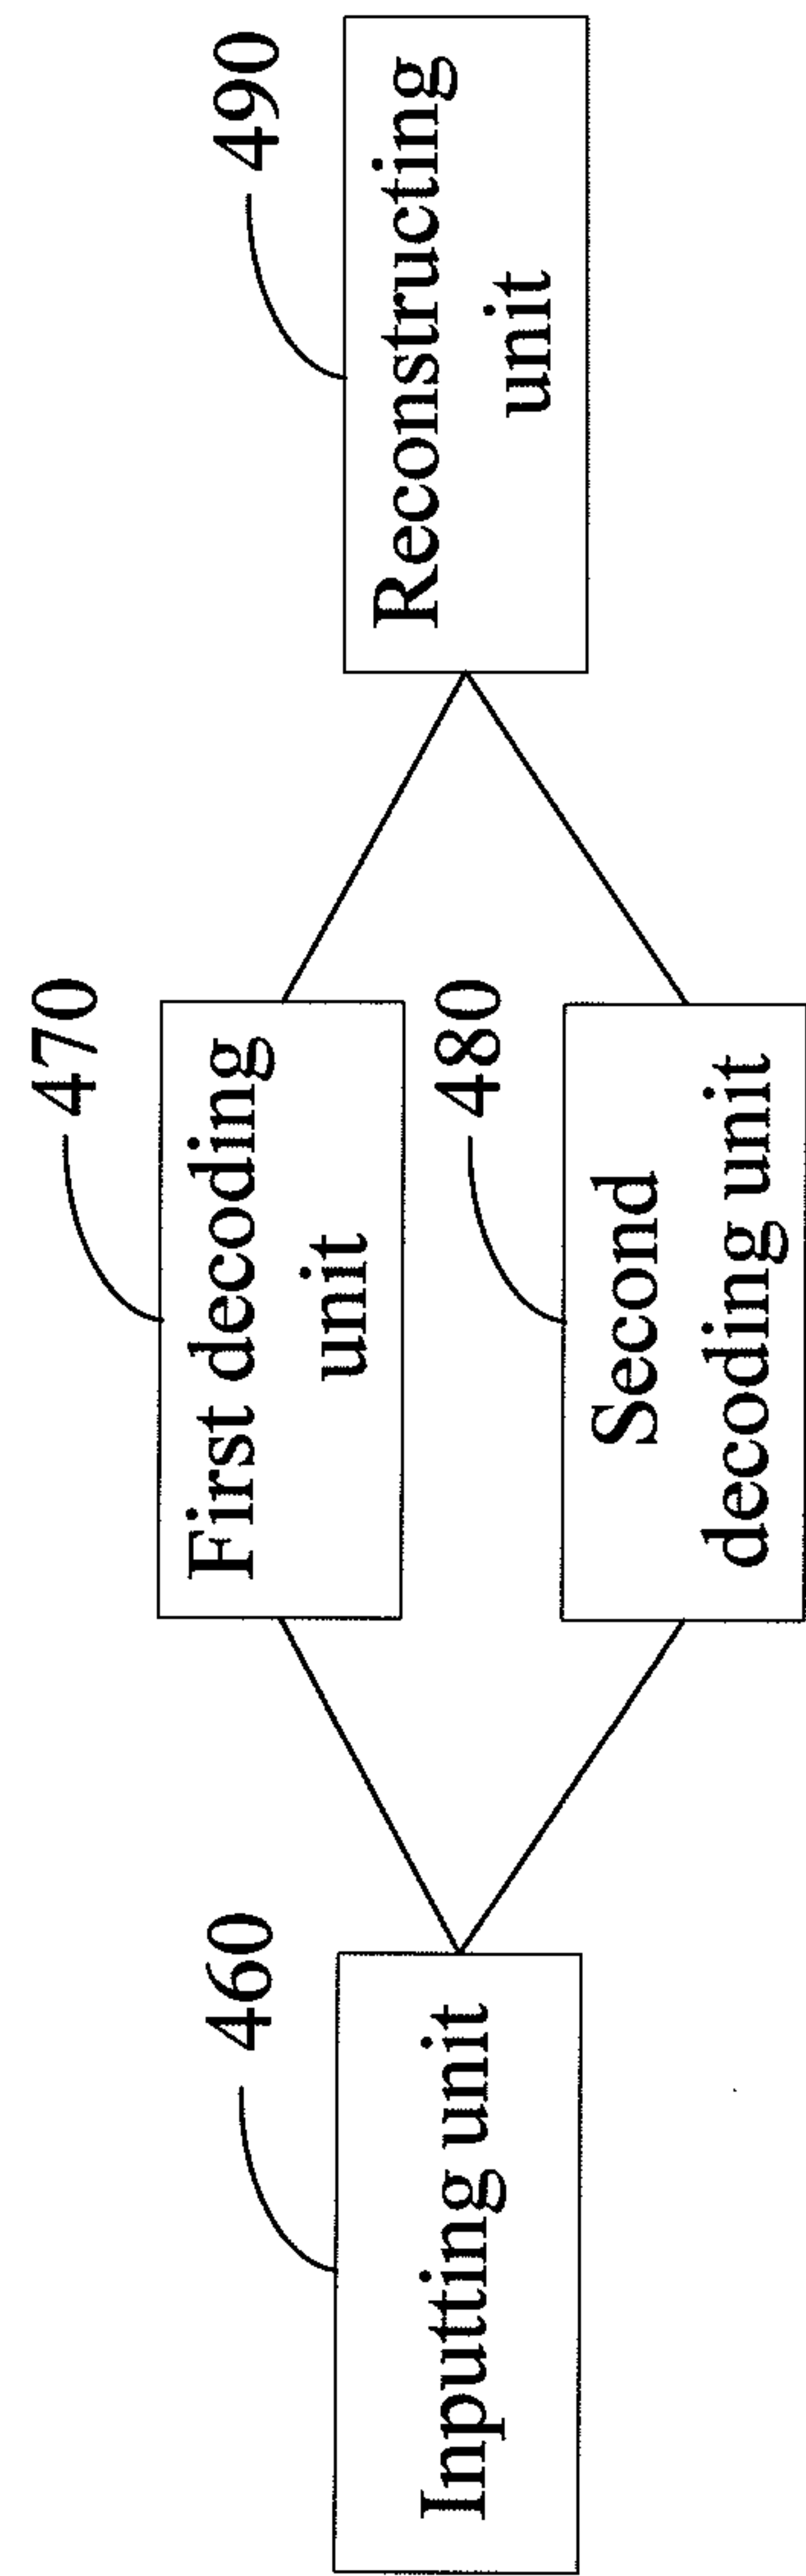 460
Inputting unit
470
First decoding
unit
480
Second
decoding unit
490
Reconstructing
unit